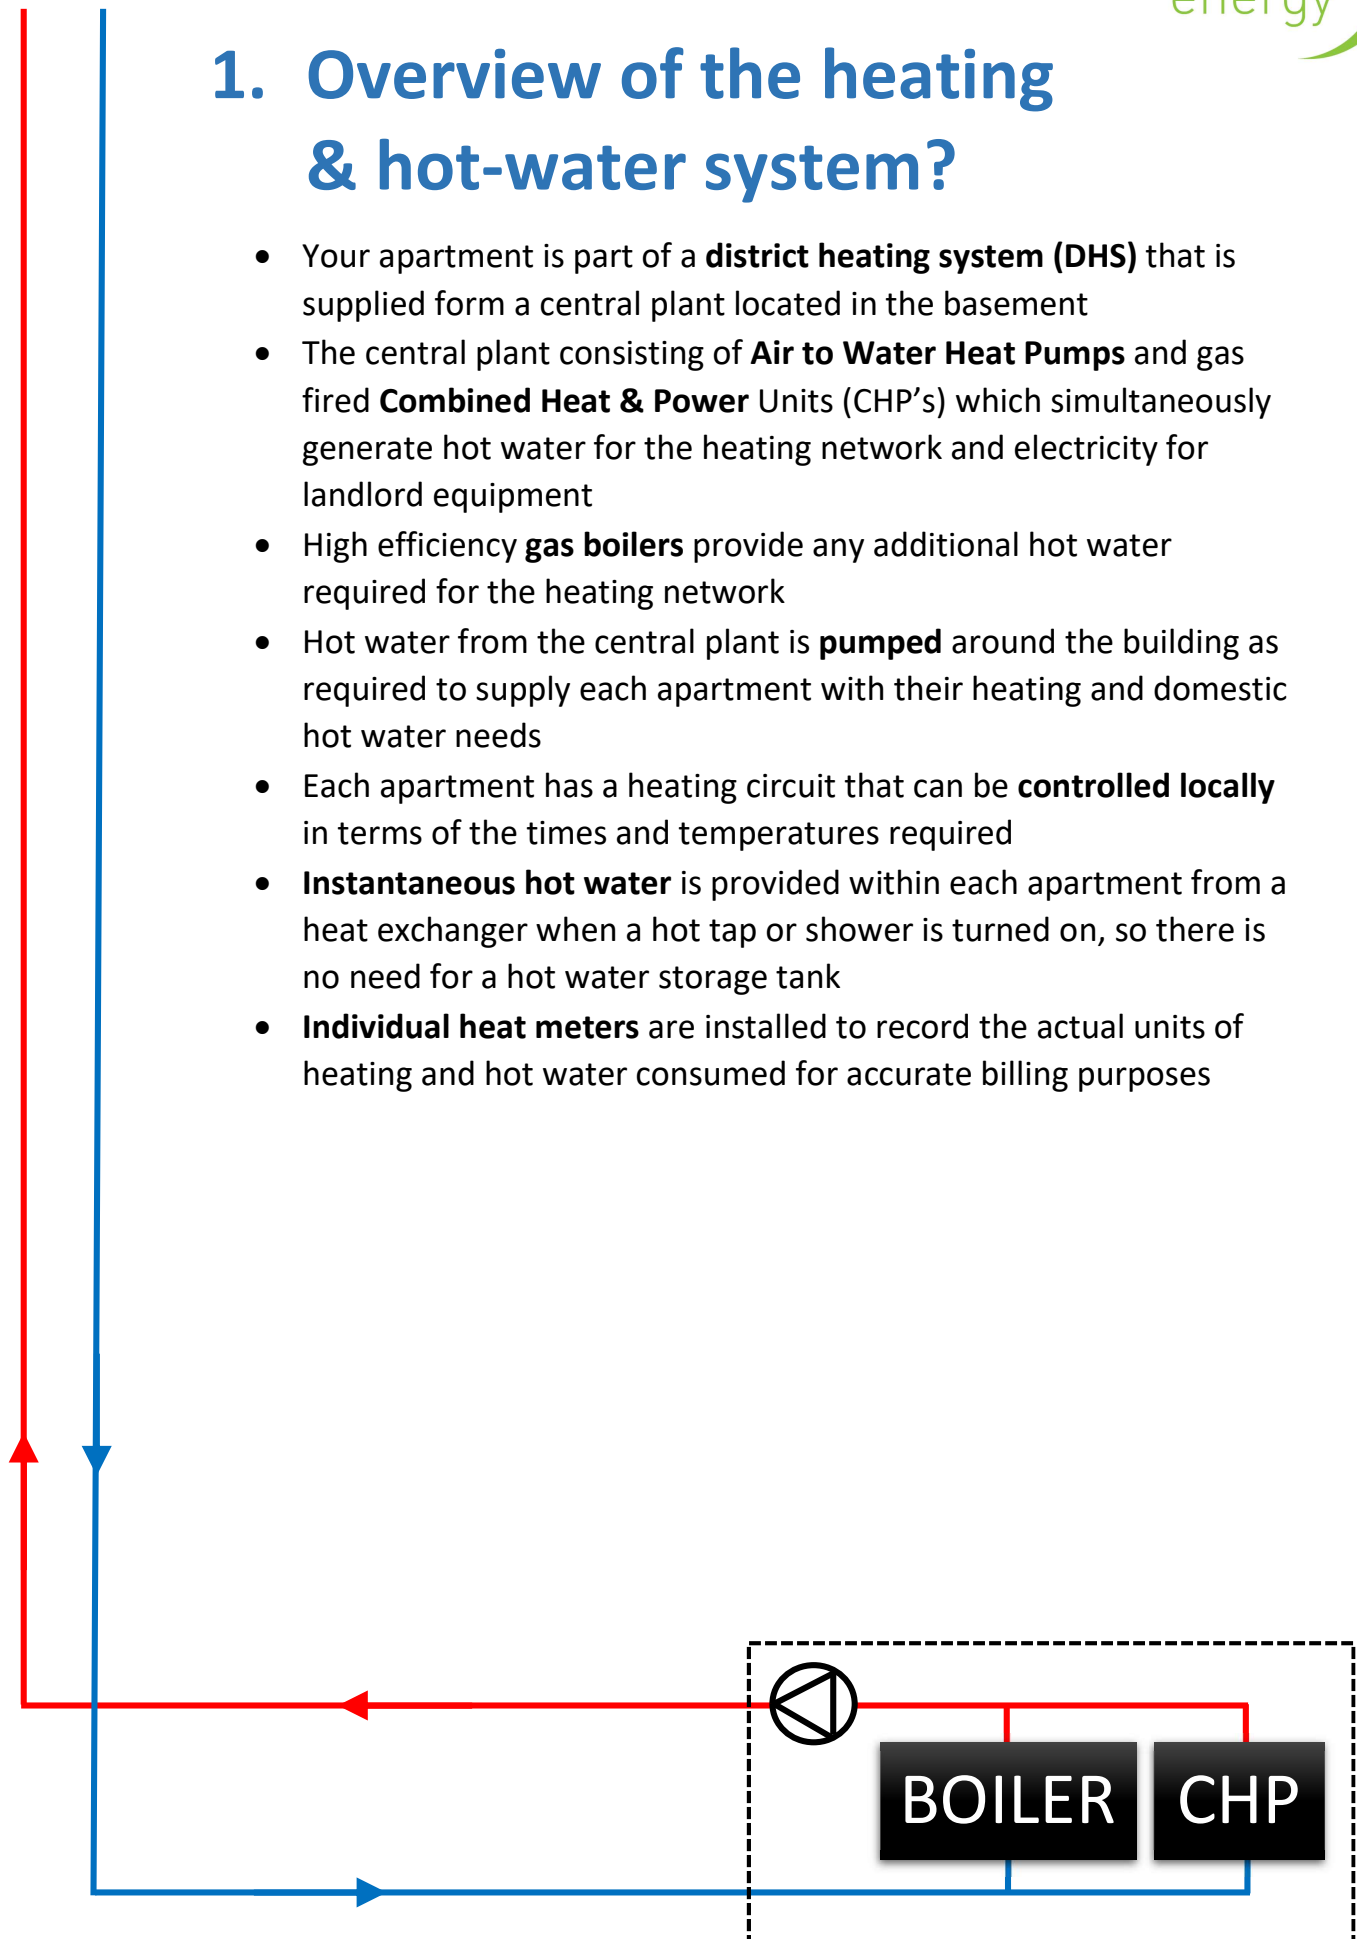 energy
1. Overview of the heating
& hot-water system?
• Your apartment is part of a district heating system (DHS) that is
supplied form a central plant located in the basement
• The central plant consisting of Air to Water Heat Pumps and gas
fired Combined Heat & Power Units (CHP’s) which simultaneously
generate hot water for the heating network and electricity for
landlord equipment
• High efficiency gas boilers provide any additional hot water
required for the heating network
• Hot water from the central plant is pumped around the building as
required to supply each apartment with their heating and domestic
hot water needs
• Each apartment has a heating circuit that can be controlled locally
in terms of the times and temperatures required
• Instantaneous hot water is provided within each apartment from a
heat exchanger when a hot tap or shower is turned on, so there is
no need for a hot water storage tank
• Individual heat meters are installed to record the actual units of
heating and hot water consumed for accurate billing purposes
BOILER CHP